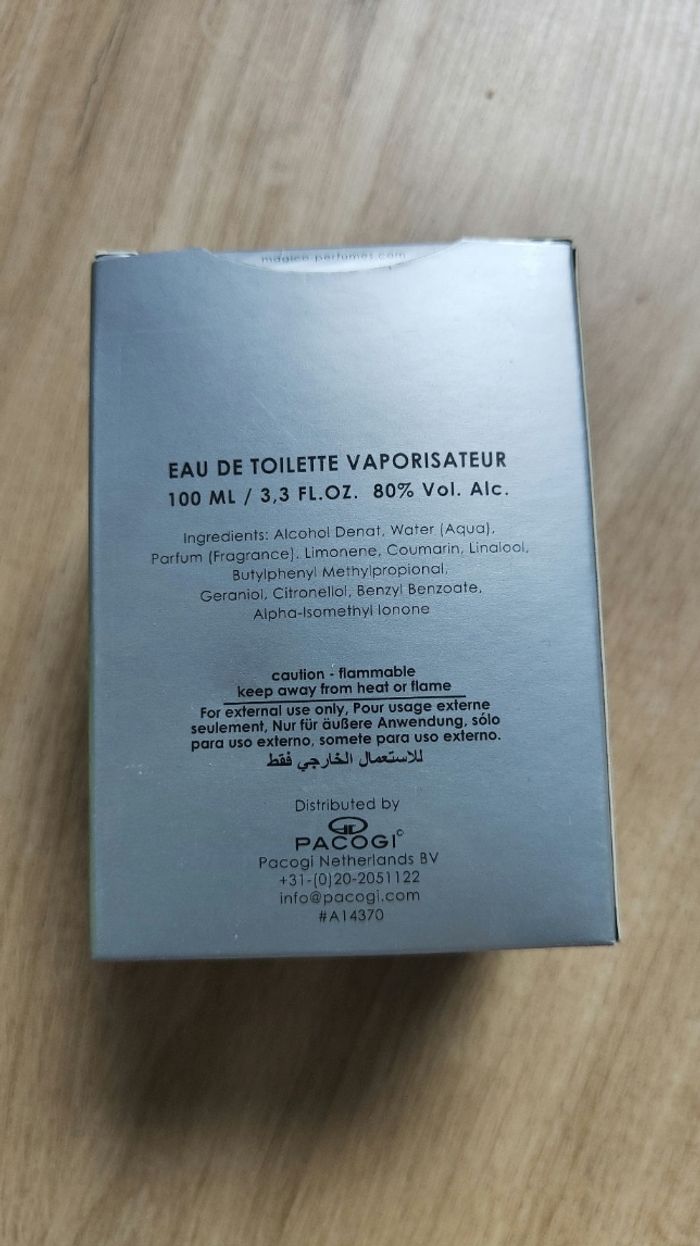 EAU DE TOILETTE VAPORISATEUR
100 ML / 3,3 FL.OZ. 80% Vol. Alc.
Ingredients: Alcohol Denat, Water (Aqua),
Parfum (Fragrance), Limonene, Coumarin, Linalool,
Butylphenyl Methylpropional,
Geraniol, Citronellol, Benzyl Benzoate,
Alpha-Isomethyl Ionone
caution - flammable
keep away from heat or flame
For external use only, Pour usage externe
seulement, Nur für äußere Anwendung, sólo
para uso externo, somete para uso externo.
للاستعمال الخارجي فقط
Distributed by
PACOGI©
Pacogi Netherlands BV
+31-(0)20-2051122
info@pacogi.com
#A14370